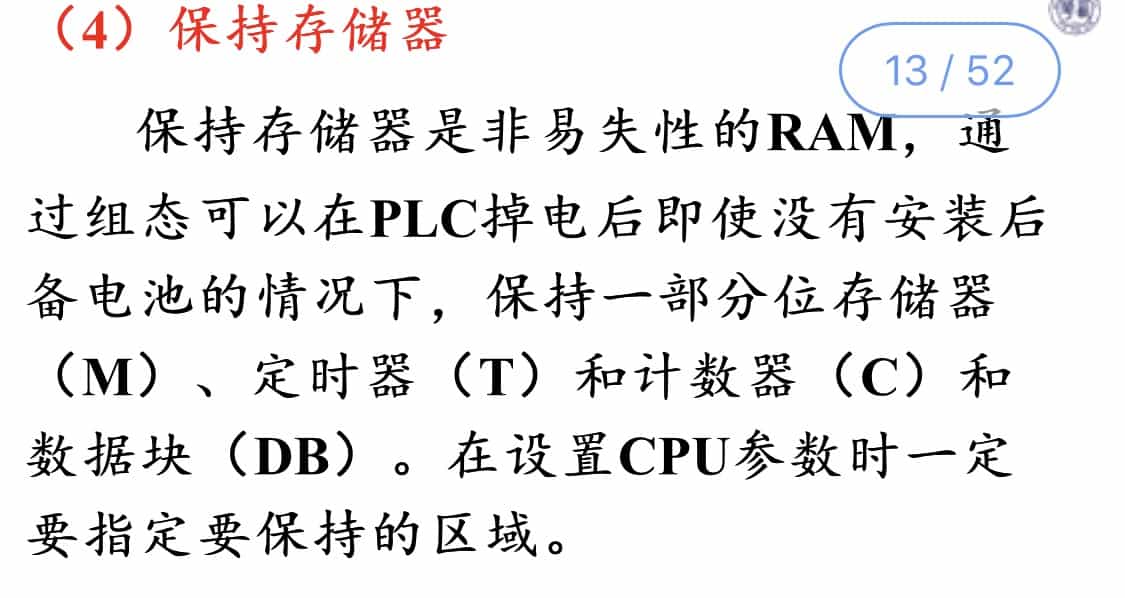 （4）保持存储器
13 / 52
保持存储器是非易失性的RAM，通
过组态可以在PLC掉电后即使没有安装后
备电池的情况下，保持一部分位存储器
（M）、定时器（T）和计数器（C）和
数据块（DB）。在设置CPU参数时一定
要指定要保持的区域。